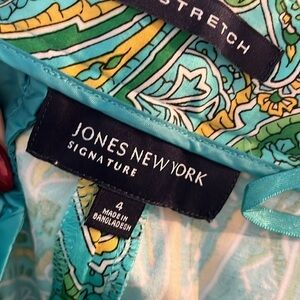 STRETCH
JONES NEW YORK
SIGNATURE
4
MADE IN
BANGLADESH